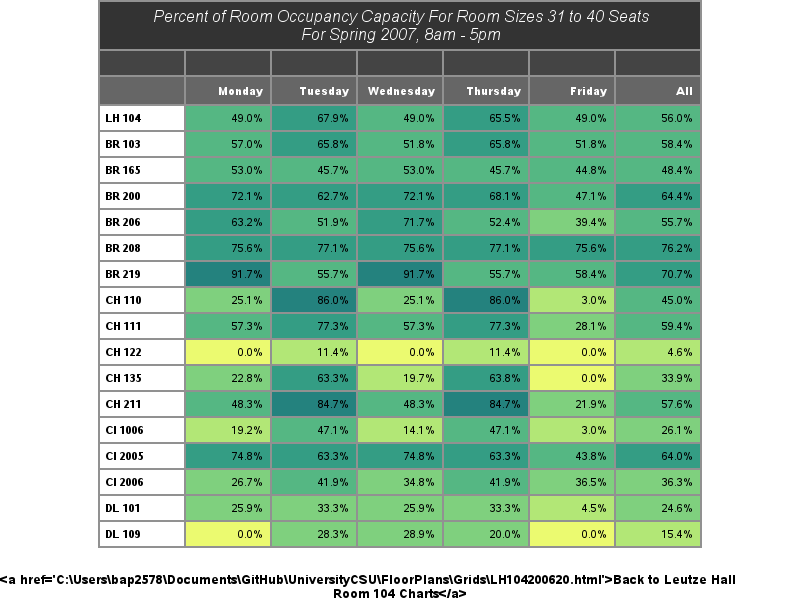 Percent of Room Occupancy Capacity For Room Sizes 31 to 40 Seats
For Spring 2007, 8am - 5pm
Monday Tuesday Wednesday Thursday Friday All
LH 104 49.0% 67.9% 49.0% 65.5% 49.0% 56.0%
BR 103 57.0% 65.8% 51.8% 65.8% 51.8% 58.4%
BR 165 53.0% 45.7% 53.0% 45.7% 44.8% 48.4%
BR 200 72.1% 62.7% 72.1% 68.1% 47.1% 64.4%
BR 206 63.2% 51.9% 71.7% 52.4% 39.4% 55.7%
BR 208 75.6% 77.1% 75.6% 77.1% 75.6% 76.2%
BR 219 91.7% 55.7% 91.7% 55.7% 58.4% 70.7%
CH 110 25.1% 86.0% 25.1% 86.0% 3.0% 45.0%
CH 111 57.3% 77.3% 57.3% 77.3% 28.1% 59.4%
CH 122 0.0% 11.4% 0.0% 11.4% 0.0% 4.6%
CH 135 22.8% 63.3% 19.7% 63.8% 0.0% 33.9%
CH 211 48.3% 84.7% 48.3% 84.7% 21.9% 57.6%
CI 1006 19.2% 47.1% 14.1% 47.1% 3.0% 26.1%
CI 2005 74.8% 63.3% 74.8% 63.3% 43.8% 64.0%
CI 2006 26.7% 41.9% 34.8% 41.9% 36.5% 36.3%
DL 101 25.9% 33.3% 25.9% 33.3% 4.5% 24.6%
DL 109 0.0% 28.3% 28.9% 20.0% 0.0% 15.4%
<a href='C:\Users\bap2578\Documents\GitHub\UniversityCSU\FloorPlans\Grids\LH104200620.html'>Back to Leutze Hall
Room 104 Charts</a>